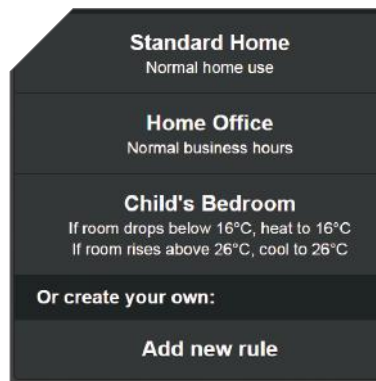 Standard Home
Normal home use
Home Office
Normal business hours
Child's Bedroom
If room drops below 16°C, heat to 16°C
If room rises above 26°C, cool to 26°C
Or create your own:
Add new rule